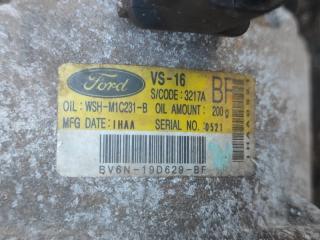 Ford
VS-16
S/CODE: 3217A
BF
OIL: WSH-M1C231-B
OIL AMOUNT: 200
MFG DATE: IHAA
SERIAL NO. 0521
BV6N-19D629-BF